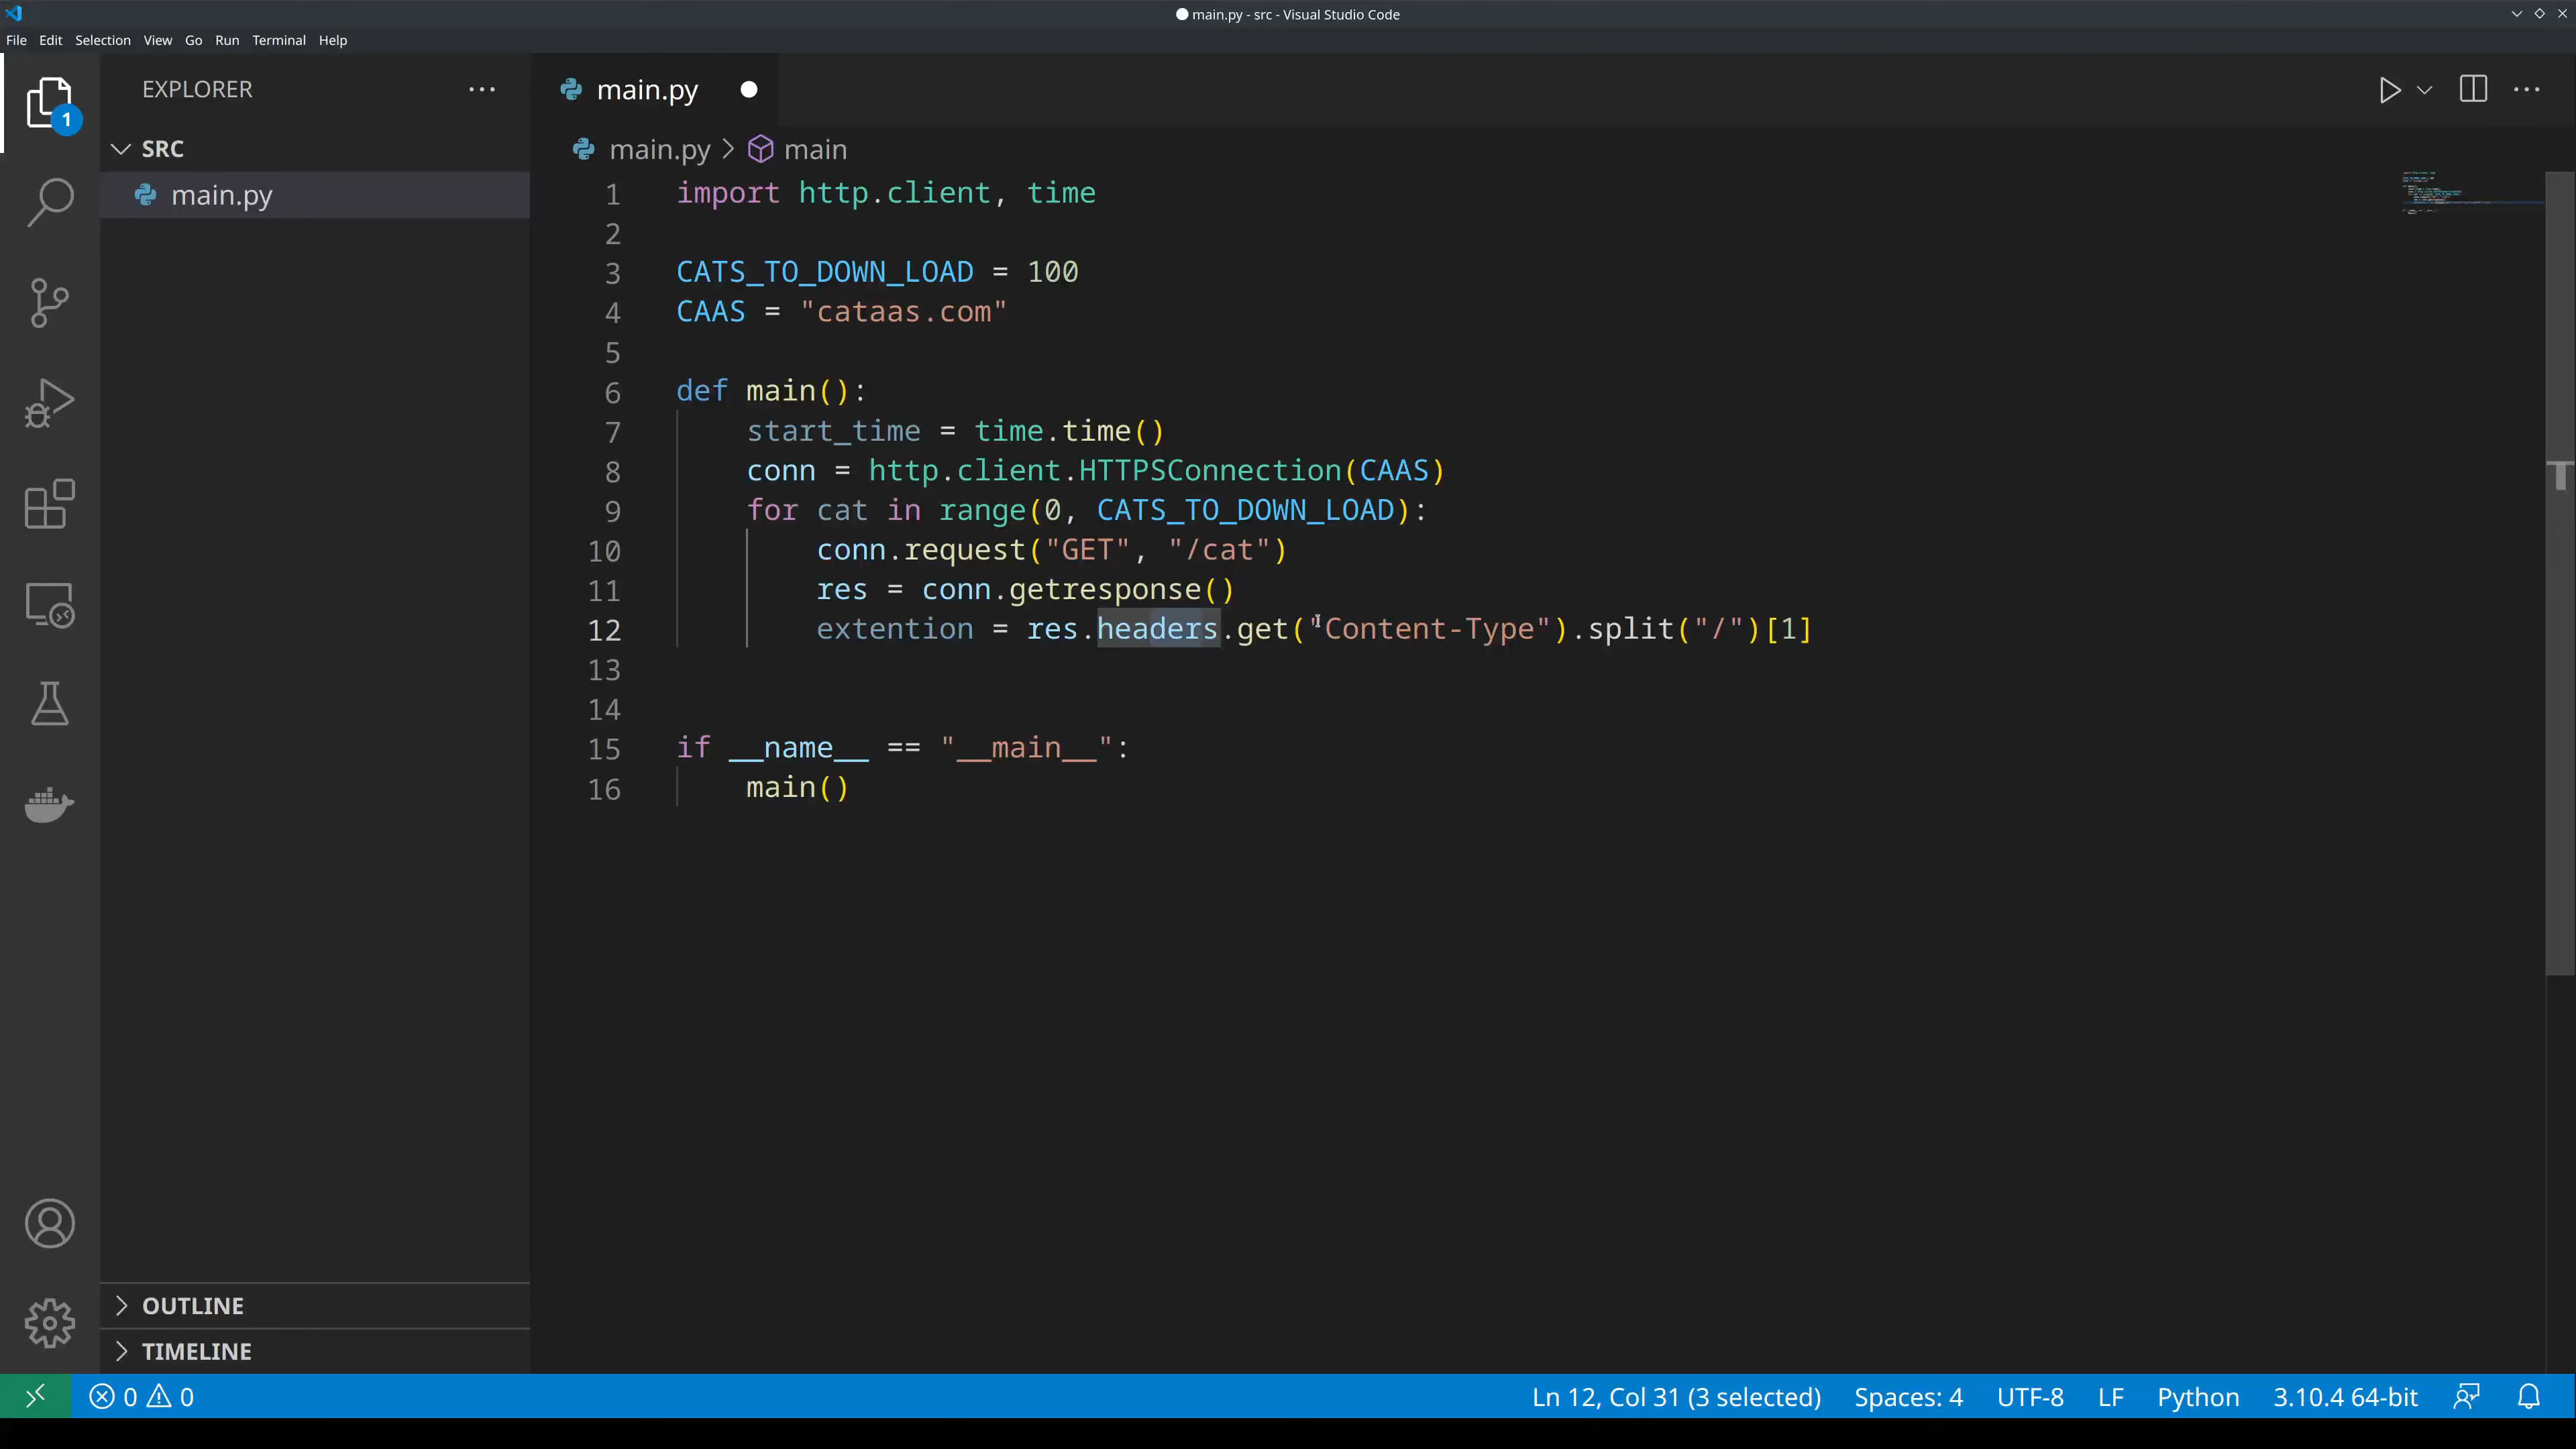 main.py - src - Visual Studio Code
File Edit Selection View Go Run Terminal Help
EXPLORER
1
SRC
main.py
OUTLINE
TIMELINE
main.py
main.py > main
1 import http.client, time
2
3 CATS_TO_DOWN_LOAD = 100
4 CAAS = "cataas.com"
5
6 def main():
7 start_time = time.time()
8 conn = http.client.HTTPSConnection(CAAS)
9 for cat in range(0, CATS_TO_DOWN_LOAD):
10 conn.request("GET", "/cat")
11 res = conn.getresponse()
12 extention = res.headers.get("Content-Type").split("/")[1]
13
14
15 if __name__ == "__main__":
16 main()
0 0 Ln 12, Col 31 (3 selected) Spaces: 4 UTF-8 LF Python 3.10.4 64-bit